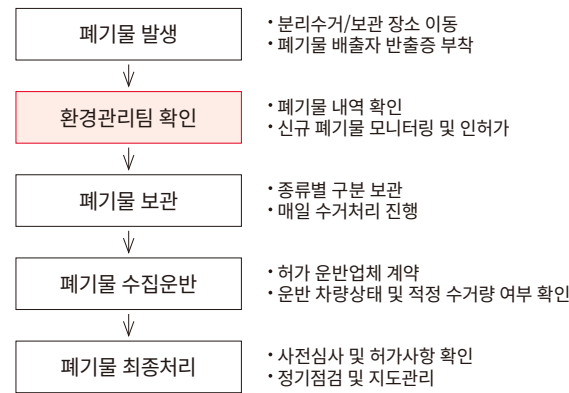 폐기물 발생
• 분리수거/보관 장소 이동
• 폐기물 배출자 반출증 부착
환경관리팀 확인
• 폐기물 내역 확인
• 신규 폐기물 모니터링 및 인허가
폐기물 보관
• 종류별 구분 보관
• 매일 수거처리 진행
폐기물 수집운반
• 허가 운반업체 계약
• 운반 차량상태 및 적정 수거량 여부 확인
폐기물 최종처리
• 사전심사 및 허가사항 확인
• 정기점검 및 지도관리